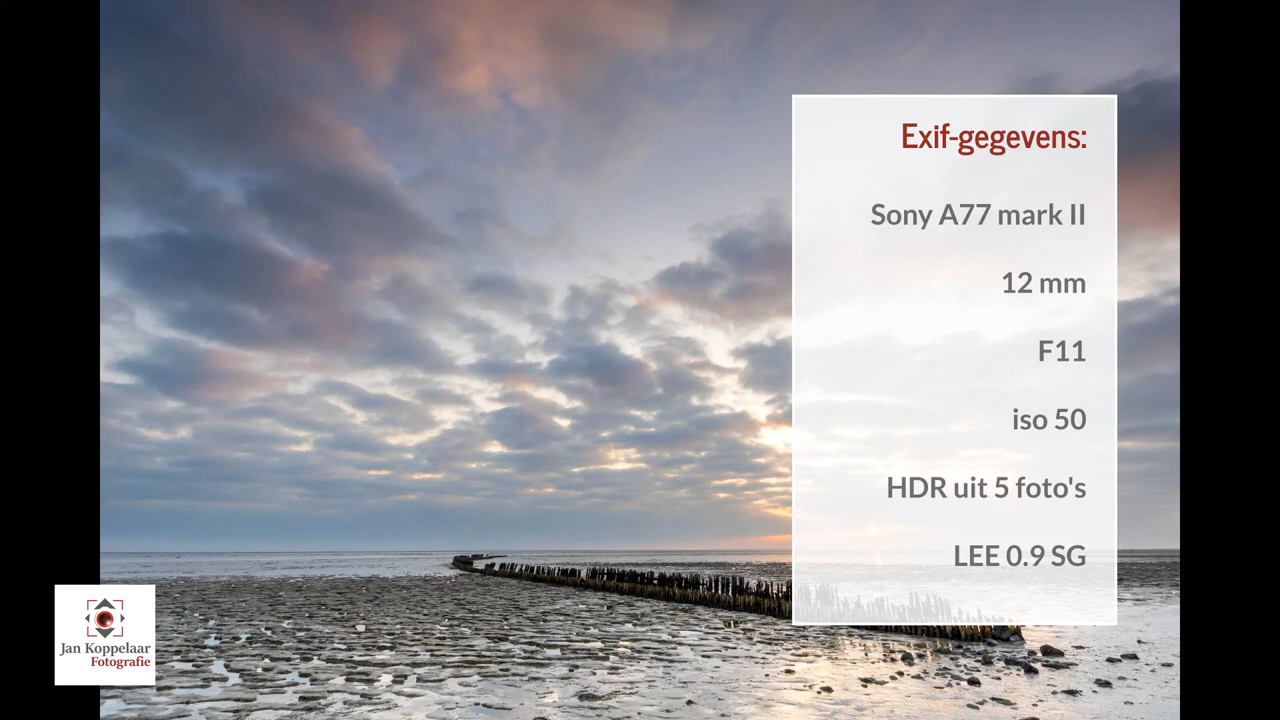 Exif-gegevens:
Sony A77 mark II
12 mm
F11
iso 50
HDR uit 5 foto's
LEE 0.9 SG
Jan Koppelaar
Fotografie